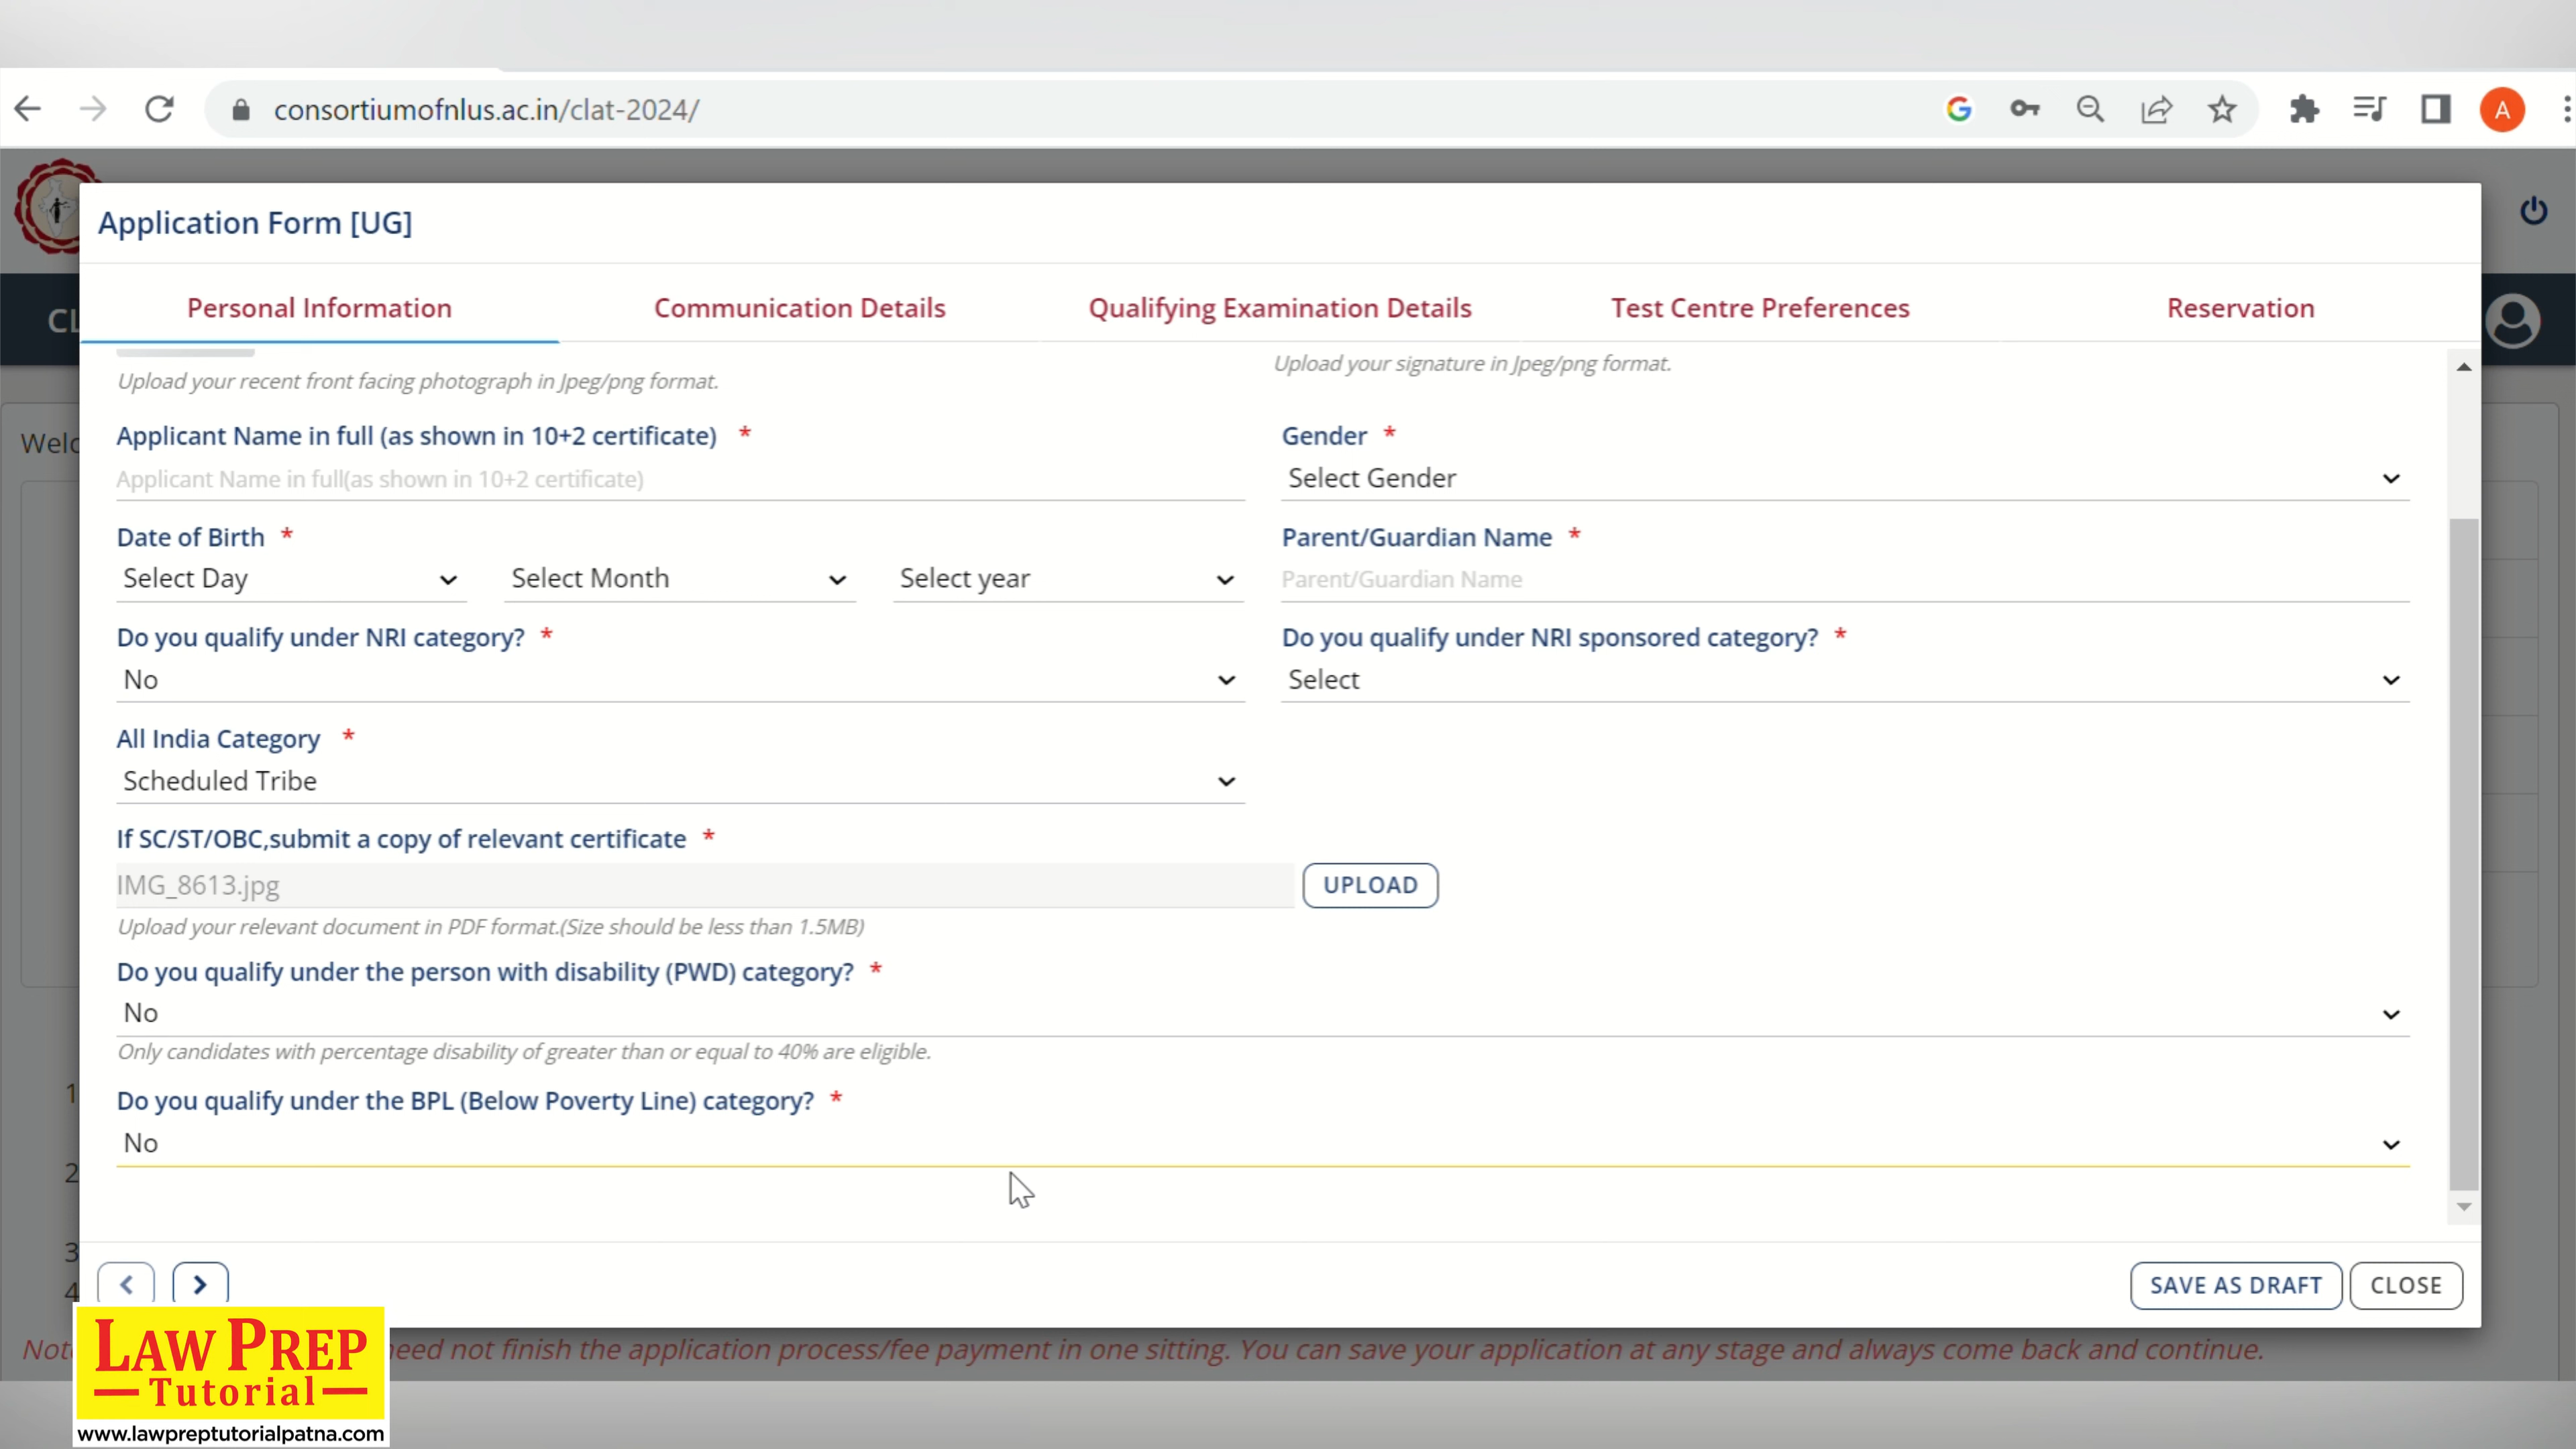 consortiumofnlus.ac.in/clat-2024/
A
Application Form [UG]
CL
Personal Information
Communication Details
Qualifying Examination Details
Test Centre Preferences
Reservation
Upload your recent front facing photograph in Jpeg/png format.
Upload your signature in Jpeg/png format.
Welc
Applicant Name in full (as shown in 10+2 certificate) *
Applicant Name in full(as shown in 10+2 certificate)
Gender *
Select Gender
Date of Birth *
Select Day
Select Month
Select year
Parent/Guardian Name *
Parent/Guardian Name
Do you qualify under NRI category? *
No
Do you qualify under NRI sponsored category? *
Select
All India Category *
Scheduled Tribe
If SC/ST/OBC,submit a copy of relevant certificate *
IMG_8613.jpg
UPLOAD
Upload your relevant document in PDF format.(Size should be less than 1.5MB)
Do you qualify under the person with disability (PWD) category? *
No
Only candidates with percentage disability of greater than or equal to 40% are eligible.
1
Do you qualify under the BPL (Below Poverty Line) category? *
No
2
3
4
SAVE AS DRAFT
CLOSE
Not
need not finish the application process/fee payment in one sitting. You can save your application at any stage and always come back and continue.
LAW PREP
Tutorial
www.lawpreptutorialpatna.com